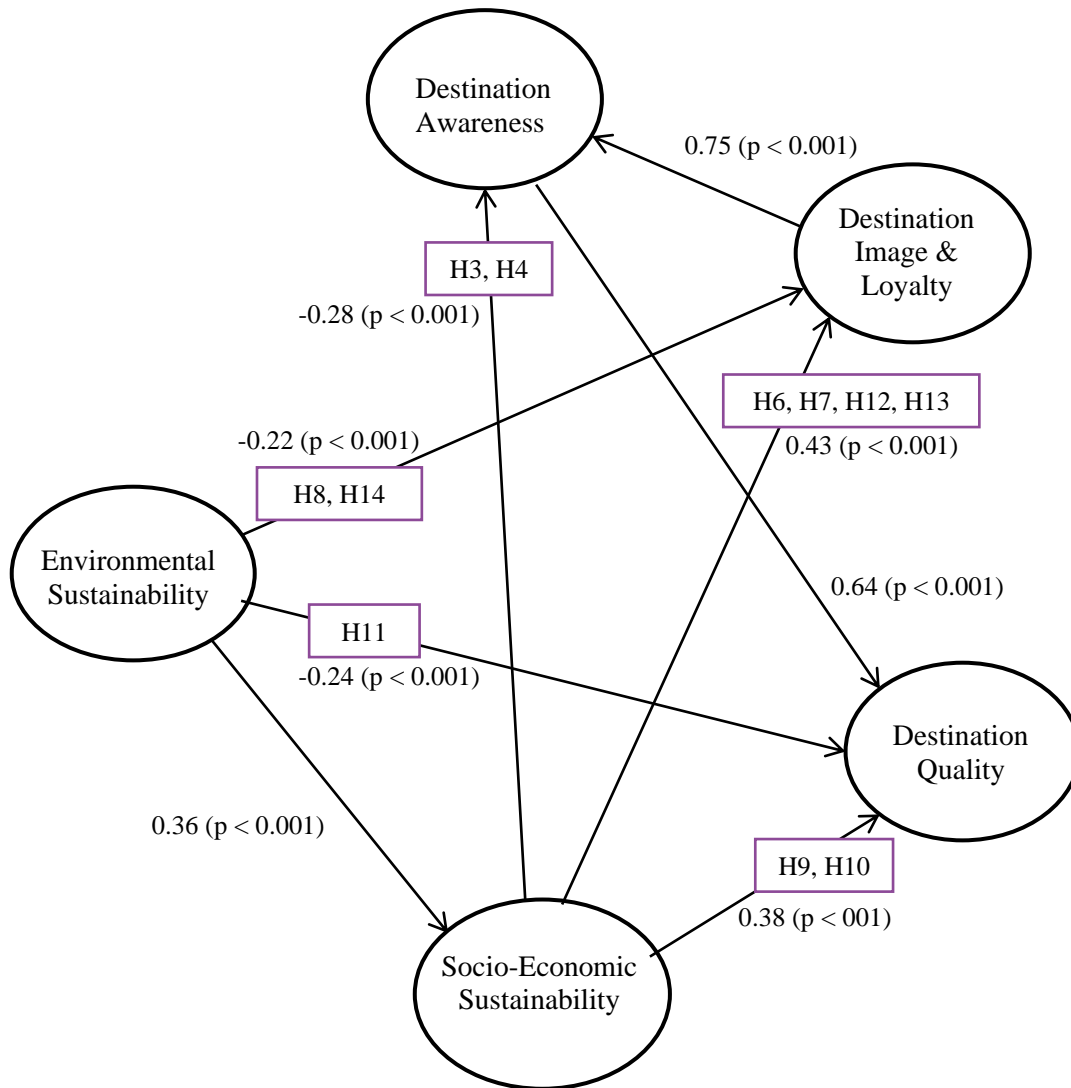 Destination
Awareness
0.75 (p < 0.001)
Destination
Image &
Loyalty
H3, H4
-0.28 (p < 0.001)
H6, H7, H12, H13
0.43 (p < 0.001)
-0.22 (p < 0.001)
H8, H14
Environmental
Sustainability
0.64 (p < 0.001)
H11
-0.24 (p < 0.001)
Destination
Quality
0.36 (p < 0.001)
H9, H10
0.38 (p < 001)
Socio-Economic
Sustainability